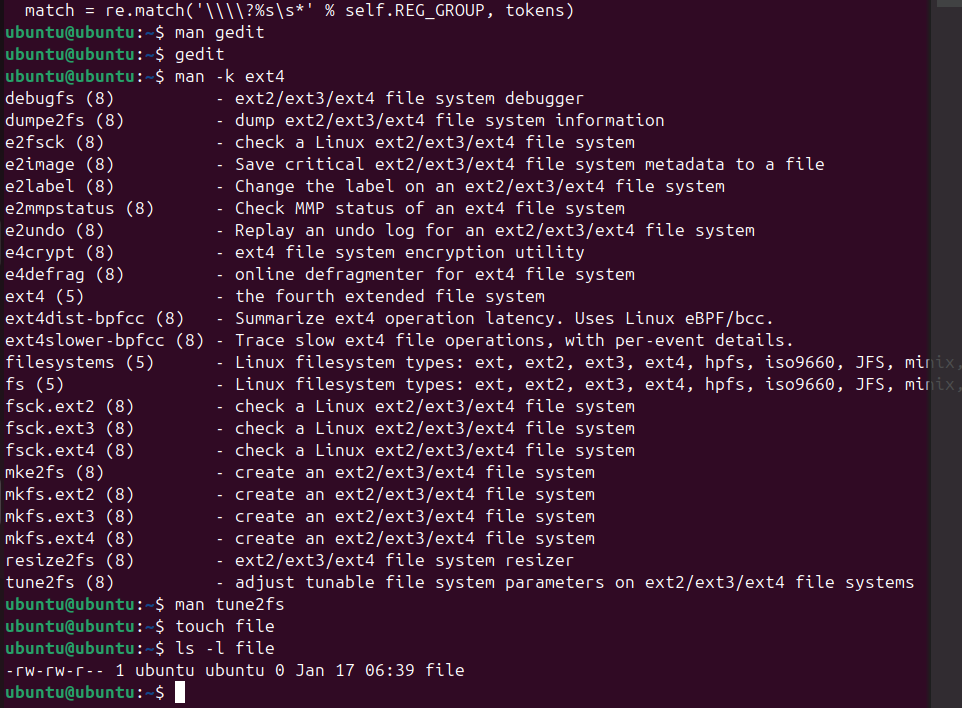 match = re.match('\\\\?%s\s*' % self.REG_GROUP, tokens)
ubuntu@ubuntu:~$ man gedit
ubuntu@ubuntu:~$ gedit
ubuntu@ubuntu:~$ man -k ext4
debugfs (8)          - ext2/ext3/ext4 file system debugger
dumpe2fs (8)         - dump ext2/ext3/ext4 file system information
e2fsck (8)           - check a Linux ext2/ext3/ext4 file system
e2image (8)          - Save critical ext2/ext3/ext4 file system metadata to a file
e2label (8)          - Change the label on an ext2/ext3/ext4 file system
e2mmpstatus (8)      - Check MMP status of an ext4 file system
e2undo (8)           - Replay an undo log for an ext2/ext3/ext4 file system
e4crypt (8)          - ext4 file system encryption utility
e4defrag (8)         - online defragmenter for ext4 file system
ext4 (5)             - the fourth extended file system
ext4dist-bpfcc (8)   - Summarize ext4 operation latency. Uses Linux eBPF/bcc.
ext4slower-bpfcc (8) - Trace slow ext4 file operations, with per-event details.
filesystems (5)      - Linux filesystem types: ext, ext2, ext3, ext4, hpfs, iso9660, JFS, minix,
fs (5)               - Linux filesystem types: ext, ext2, ext3, ext4, hpfs, iso9660, JFS, minix,
fsck.ext2 (8)        - check a Linux ext2/ext3/ext4 file system
fsck.ext3 (8)        - check a Linux ext2/ext3/ext4 file system
fsck.ext4 (8)        - check a Linux ext2/ext3/ext4 file system
mke2fs (8)           - create an ext2/ext3/ext4 file system
mkfs.ext2 (8)        - create an ext2/ext3/ext4 file system
mkfs.ext3 (8)        - create an ext2/ext3/ext4 file system
mkfs.ext4 (8)        - create an ext2/ext3/ext4 file system
resize2fs (8)        - ext2/ext3/ext4 file system resizer
tune2fs (8)          - adjust tunable file system parameters on ext2/ext3/ext4 file systems
ubuntu@ubuntu:~$ man tune2fs
ubuntu@ubuntu:~$ touch file
ubuntu@ubuntu:~$ ls -l file
-rw-rw-r-- 1 ubuntu ubuntu 0 Jan 17 06:39 file
ubuntu@ubuntu:~$